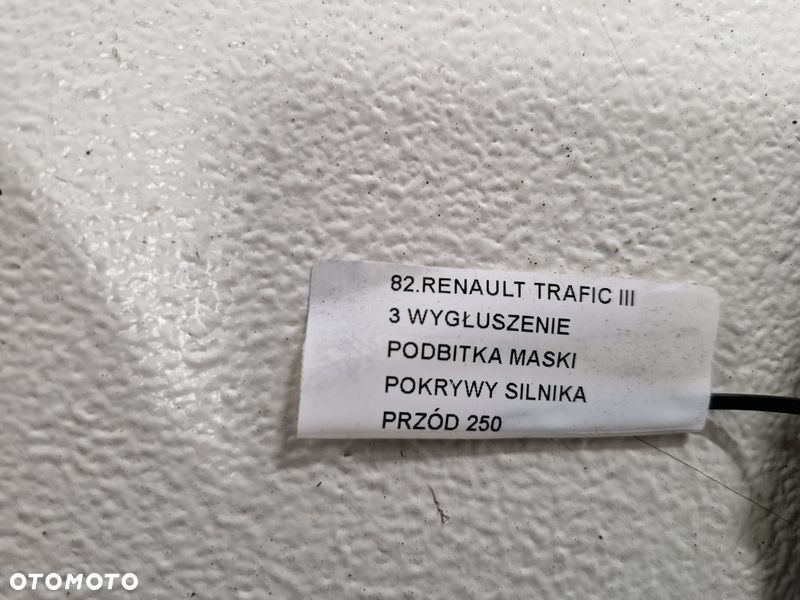 82.RENAULT TRAFIC III
3 WYGŁUSZENIE
PODBITKA MASKI
POKRYWY SILNIKA
PRZÓD 250
OTOMOTO